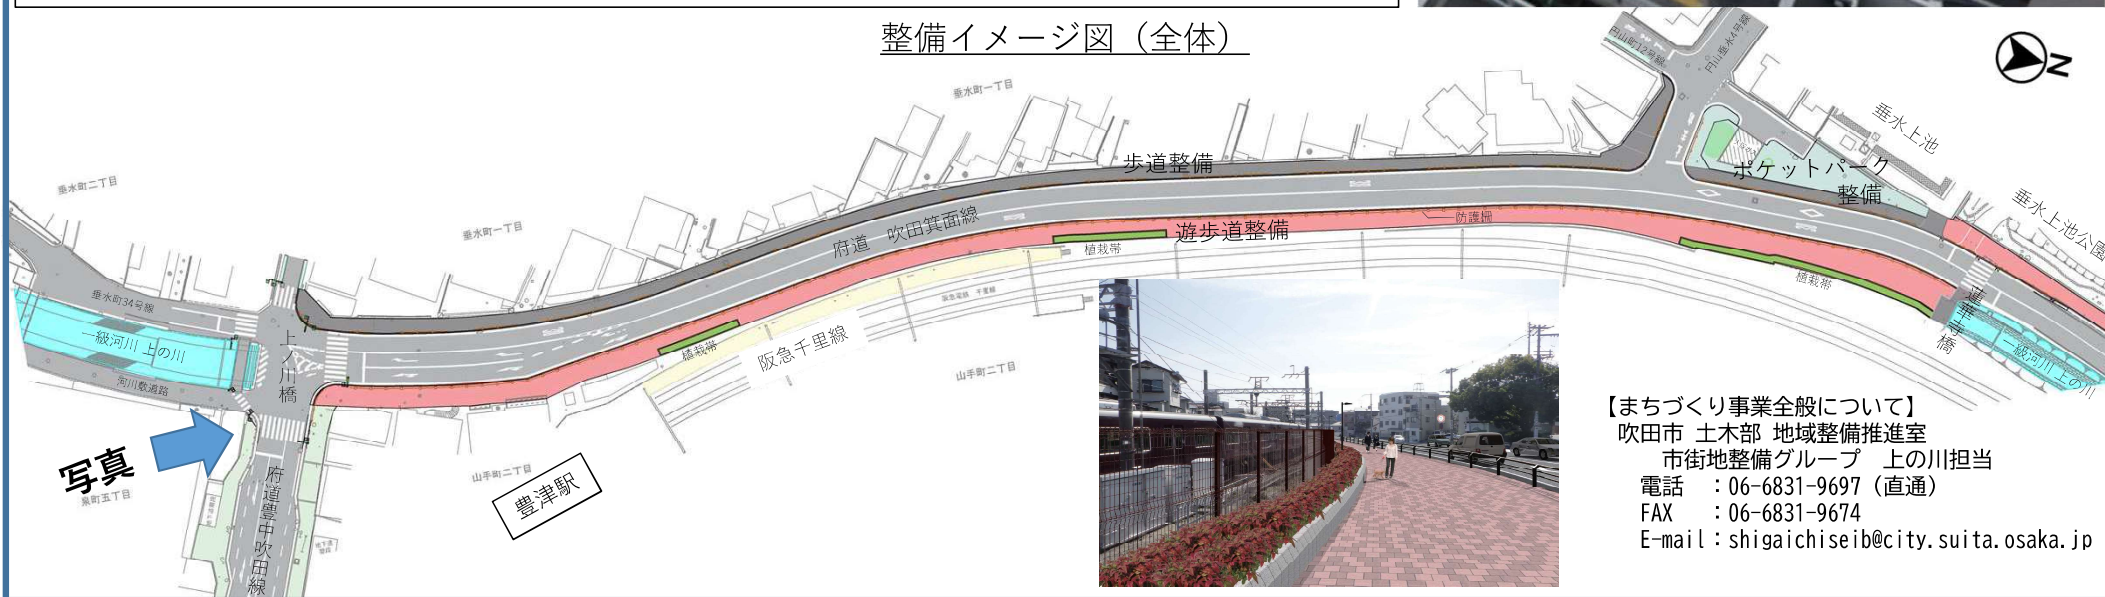 整備イメージ図（全体）
円山町12号線
円山垂水4号線
N
垂水町一丁目
垂水上池
歩道整備
ポケットパーク
整備
垂水町二丁目
垂水町一丁目
府道 吹田箕面線
防護柵
遊歩道整備
植栽帯
垂水上池公園
植栽帯
蓮華寺橋
一級河川 上の川
垂水町34号線
一級河川 上の川
河川敷道路
上ノ川橋
植栽帯
阪急千里線
阪急電鉄 千里線
山手町二丁目
写真
泉町五丁目
府道豊中吹田線
山手町二丁目
豊津駅
【まちづくり事業全般について】
吹田市 土木部 地域整備推進室
市街地整備グループ 上の川担当
電話 ：06-6831-9697（直通）
FAX ：06-6831-9674
E-mail：shigaichiseib@city.suita.osaka.jp